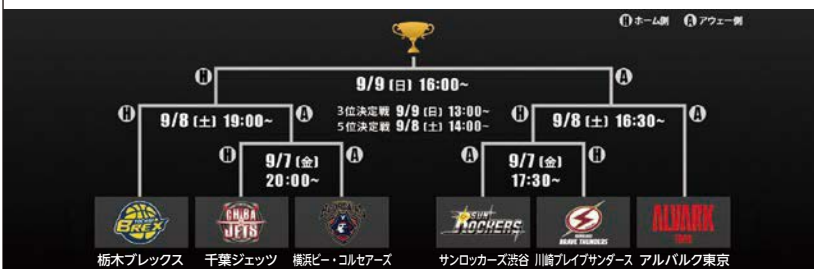 Ⓗホーム側 Ⓐアウェー側
Ⓗ Ⓐ
9/9 (日) 16:00~
Ⓗ 9/8 (土) 19:00~ Ⓐ
3位決定戦 9/9 (日) 13:00~
5位決定戦 9/8 (土) 14:00~
Ⓗ 9/8 (土) 16:30~ Ⓐ
Ⓗ 9/7 (金) Ⓐ
20:00~
Ⓐ 9/7 (金) Ⓗ
17:30~
BREX
CHIBA
JETS
SUN
ROCKERS
BRAVE THUNDERS
ALVARK
栃木ブレックス 千葉ジェッツ 横浜ビー・コルセアーズ サンロッカーズ渋谷 川崎ブレイブサンダース アルバルク東京